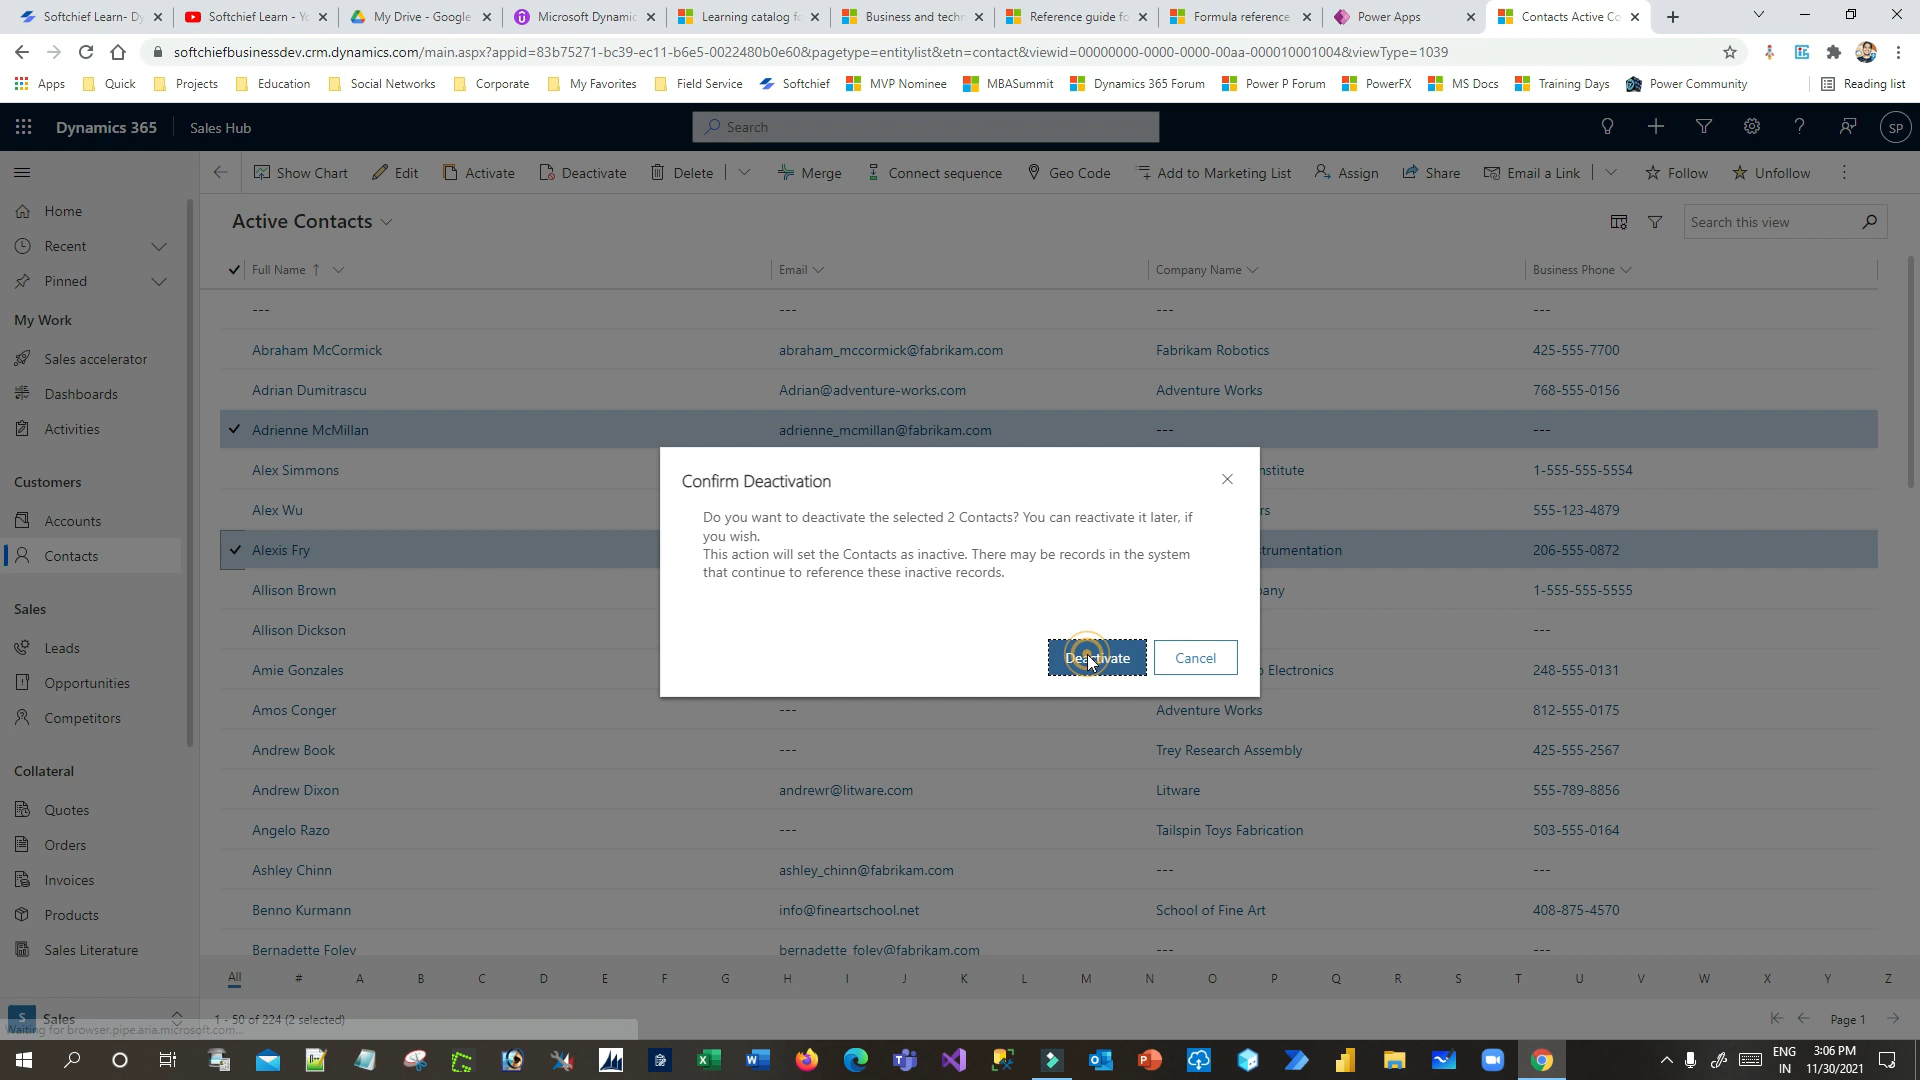 Softchief Learn- Dy
Softchief Learn - Yo
My Drive - Google
Microsoft Dynamic
Learning catalog fo
Business and techn
Reference guide fo
Formula reference
Power Apps
Contacts Active Co
softchiefbusinessdev.crm.dynamics.com/main.aspx?appid=83b75271-bc39-ec11-b6e5-0022480b0e60&pagetype=entitylist&etn=contact&viewid=00000000-0000-0000-00aa-000010001004&viewType=1039
Apps Quick Projects Education Social Networks Corporate My Favorites Field Service Softchief MVP Nominee MBASummit Dynamics 365 Forum Power P Forum PowerFX MS Docs Training Days Power Community Reading list
Dynamics 365 Sales Hub Search SP
Show Chart Edit Activate Deactivate Delete Merge Connect sequence Geo Code Add to Marketing List Assign Share Email a Link Follow Unfollow
Home
Recent
Pinned
My Work
Sales accelerator
Dashboards
Activities
Customers
Accounts
Contacts
Sales
Leads
Opportunities
Competitors
Collateral
Quotes
Orders
Invoices
Products
Sales Literature
S Sales
Active Contacts
Search this view
Full Name ↑ Email Company Name Business Phone
--- --- --- ---
Abraham McCormick abraham_mccormick@fabrikam.com Fabrikam Robotics 425-555-7700
Adrian Dumitrascu Adrian@adventure-works.com Adventure Works 768-555-0156
Adrienne McMillan adrienne_mcmillan@fabrikam.com --- ---
Alex Simmons nstitute 1-555-555-5554
Alex Wu rs 555-123-4879
Alexis Fry trumentation 206-555-0872
Allison Brown any 1-555-555-5555
Allison Dickson ---
Amie Gonzales Electronics 248-555-0131
Amos Conger --- Adventure Works 812-555-0175
Andrew Book --- Trey Research Assembly 425-555-2567
Andrew Dixon andrewr@litware.com Litware 555-789-8856
Angelo Razo --- Tailspin Toys Fabrication 503-555-0164
Ashley Chinn ashley_chinn@fabrikam.com --- ---
Benno Kurmann info@fineartschool.net School of Fine Art 408-875-4570
Bernadette Foley bernadette_foley@fabrikam.com --- ---
Confirm Deactivation
Do you want to deactivate the selected 2 Contacts? You can reactivate it later, if
you wish.
This action will set the Contacts as inactive. There may be records in the system
that continue to reference these inactive records.
Deactivate Cancel
All # A B C D E F G H I J K L M N O P Q R S T U V W X Y Z
1 - 50 of 224 (2 selected) Page 1
Waiting for browser.pipe.aria.microsoft.com...
ENG
IN
3:06 PM
11/30/2021